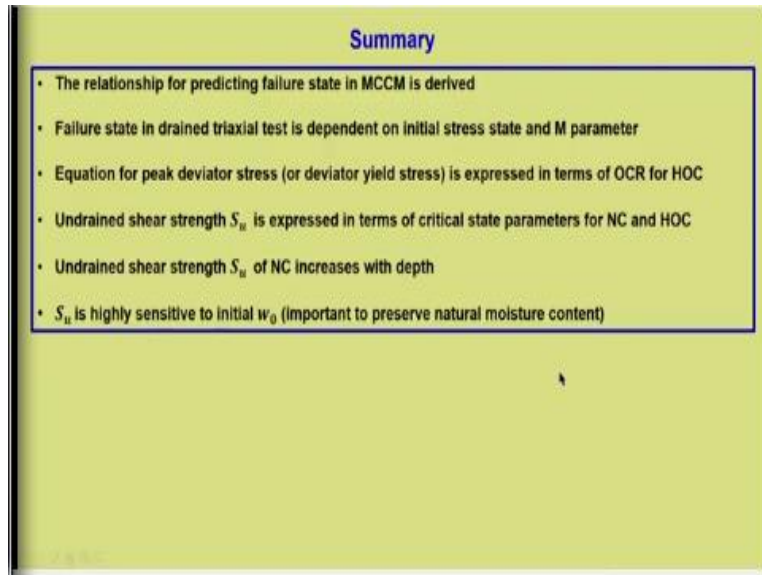 Summary
• The relationship for predicting failure state in MCCM is derived
• Failure state in drained triaxial test is dependent on initial stress state and M parameter
• Equation for peak deviator stress (or deviator yield stress) is expressed in terms of OCR for HOC
• Undrained shear strength Sᵤ is expressed in terms of critical state parameters for NC and HOC
• Undrained shear strength Sᵤ of NC increases with depth
• Sᵤ is highly sensitive to initial w₀ (important to preserve natural moisture content)